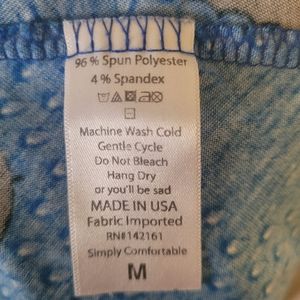 96 % Spun Polyester
4 % Spandex
Machine Wash Cold
Gentle Cycle
Do Not Bleach
Hang Dry
or you'll be sad
MADE IN USA
Fabric Imported
RN#142161
Simply Comfortable
M